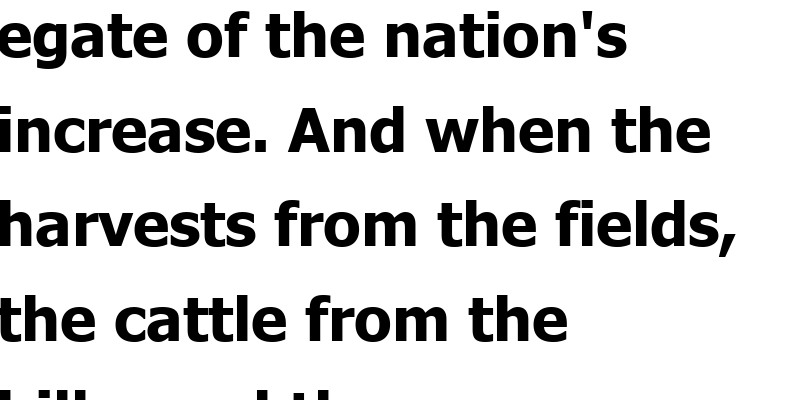 egate of the nation's
increase. And when the
harvests from the fields,
the cattle from the